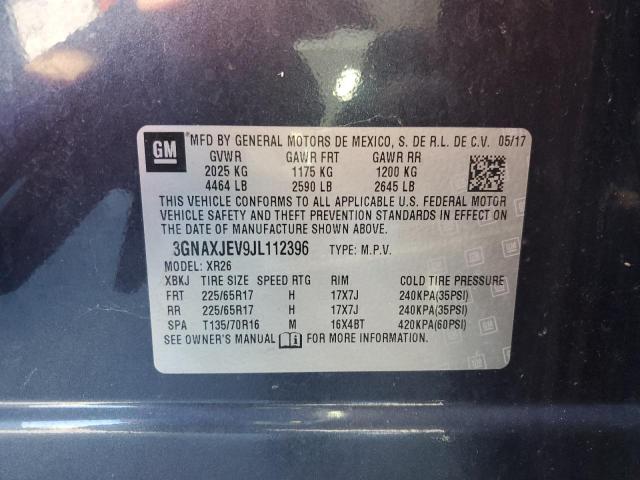 GM
MFD BY GENERAL MOTORS DE MEXICO, S. DE R.L. DE C.V. 05/17
GVWR GAWR FRT GAWR RR
2025 KG 1175 KG 1200 KG
4464 LB 2590 LB 2645 LB
THIS VEHICLE CONFORMS TO ALL APPLICABLE U.S. FEDERAL MOTOR
VEHICLE SAFETY AND THEFT PREVENTION STANDARDS IN EFFECT ON
THE DATE OF MANUFACTURE SHOWN ABOVE.
3GNAXJEV9JL112396 TYPE: M.P.V.
MODEL: XR26
XBKJ TIRE SIZE SPEED RTG RIM COLD TIRE PRESSURE
FRT 225/65R17 H 17X7J 240KPA(35PSI)
RR 225/65R17 H 17X7J 240KPA(35PSI)
SPA T135/70R16 M 16X4BT 420KPA(60PSI)
SEE OWNER'S MANUAL FOR MORE INFORMATION